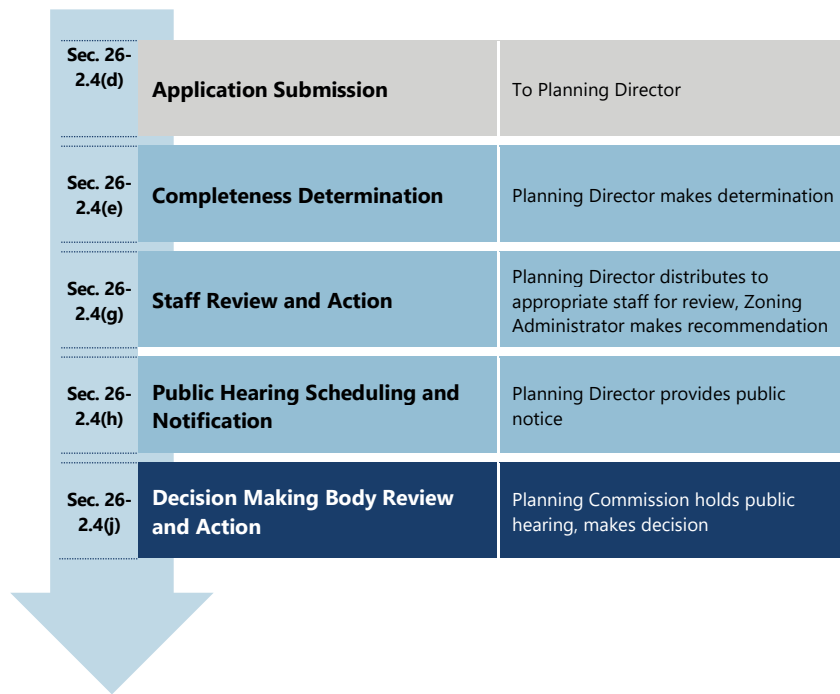 Sec. 26-
2.4(d)
Application Submission
To Planning Director
Sec. 26-
2.4(e)
Completeness Determination
Planning Director makes determination
Sec. 26-
2.4(g)
Staff Review and Action
Planning Director distributes to
appropriate staff for review, Zoning
Administrator makes recommendation
Sec. 26-
2.4(h)
Public Hearing Scheduling and
Notification
Planning Director provides public
notice
Sec. 26-
2.4(j)
Decision Making Body Review
and Action
Planning Commission holds public
hearing, makes decision